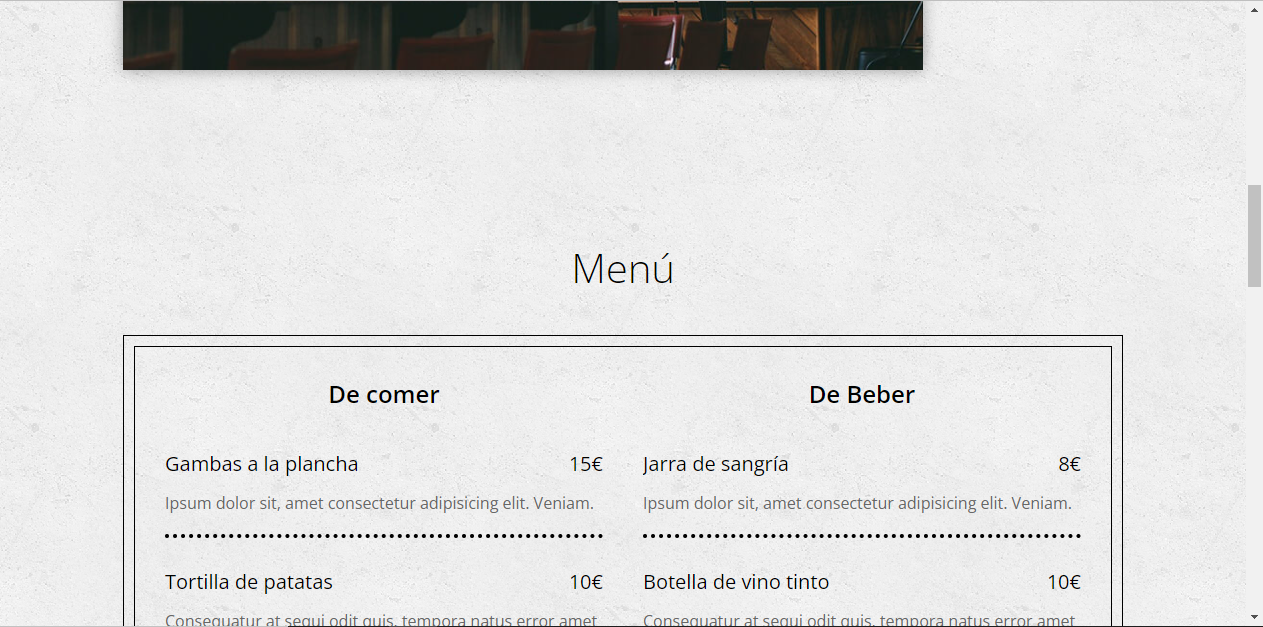 Menú
De comer
Gambas a la plancha 15€
Ipsum dolor sit, amet consectetur adipisicing elit. Veniam.
Tortilla de patatas 10€
Consequatur at sequi odit quis, tempora natus error amet
De Beber
Jarra de sangría 8€
Ipsum dolor sit, amet consectetur adipisicing elit. Veniam.
Botella de vino tinto 10€
Consequatur at sequi odit quis, tempora natus error amet